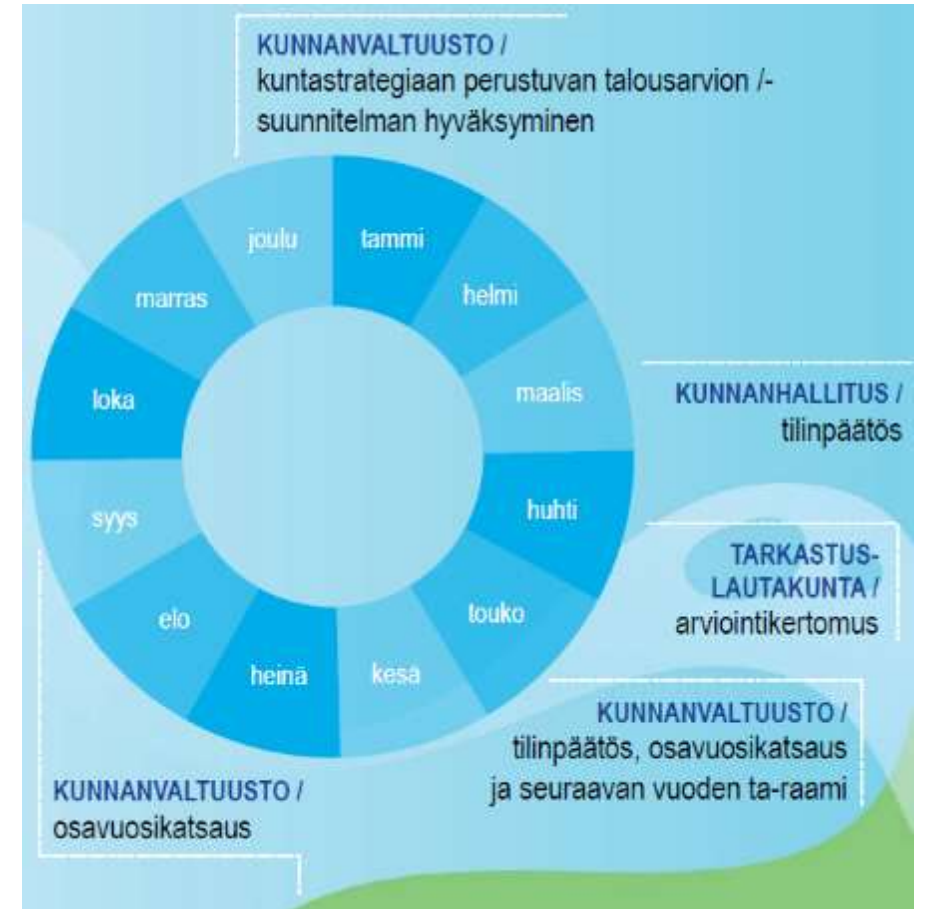 KUNNANVALTUUSTO /
kuntastrategiaan perustuvan talousarvion /-
suunnitelman hyväksyminen
joulu
tammi
helmi
maalis
huhti
touko
kesä
heinä
elo
syys
loka
marras
KUNNANHALLITUS /
tilinpäätös
TARKASTUS-
LAUTAKUNTA /
arviointikertomus
KUNNANVALTUUSTO /
tilinpäätös, osavuosikatsaus
ja seuraavan vuoden ta-raami
KUNNANVALTUUSTO /
osavuosikatsaus